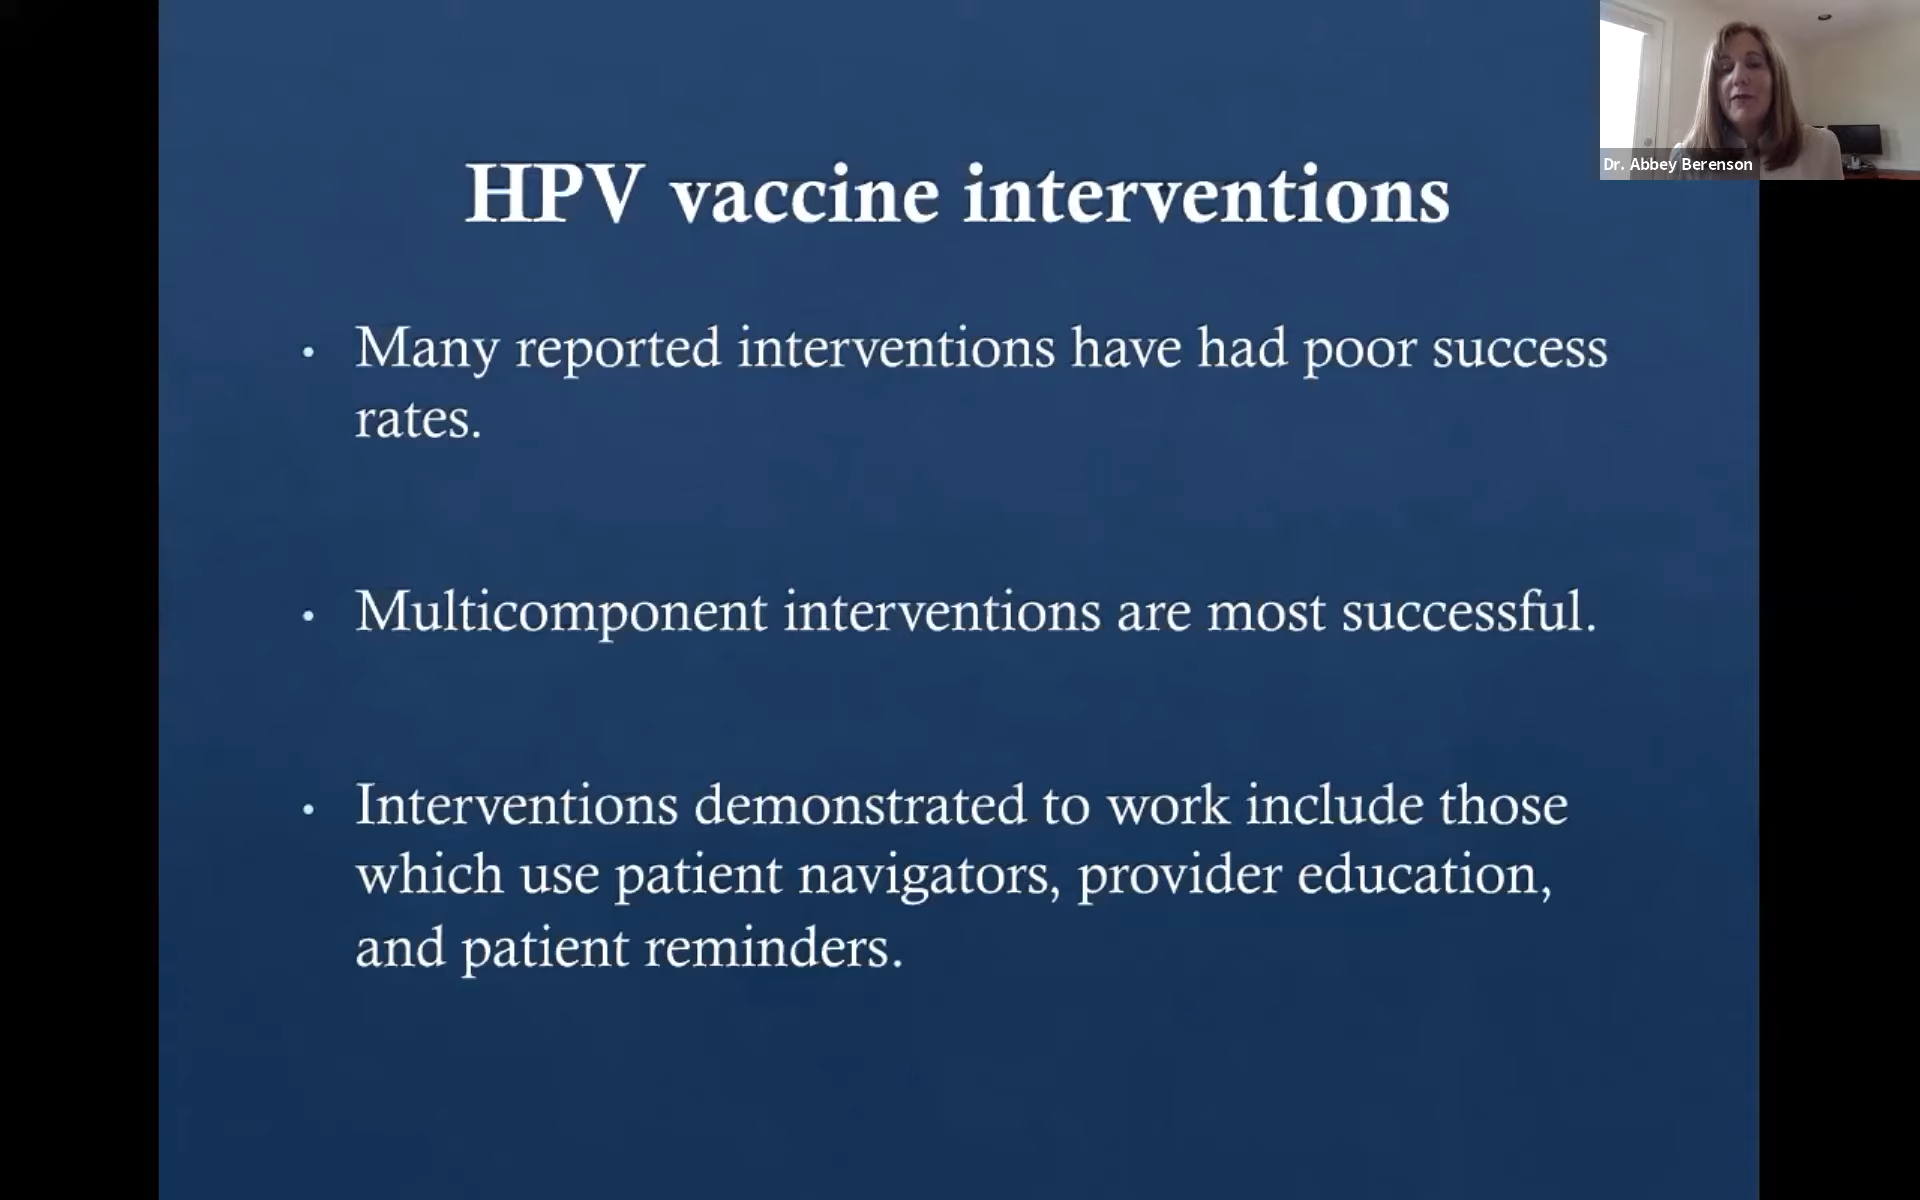 HPV vaccine interventions
Dr. Abbey Berenson
• Many reported interventions have had poor success
rates.
• Multicomponent interventions are most successful.
• Interventions demonstrated to work include those
which use patient navigators, provider education,
and patient reminders.